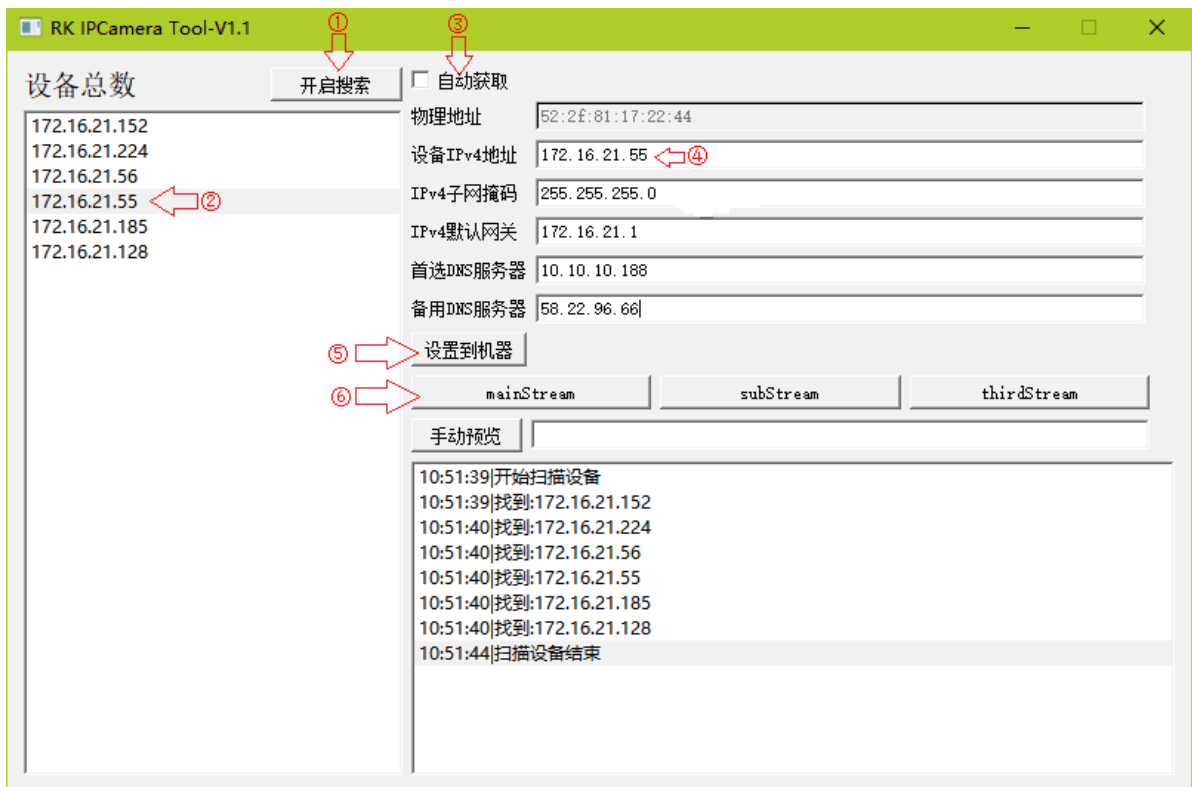 RK IPCamera Tool-V1.1
① ③
设备总数 开启搜索
172.16.21.152
172.16.21.224
172.16.21.56
172.16.21.55 ②
172.16.21.185
172.16.21.128
自动获取
物理地址 52:2f:81:17:22:44
设备IPv4地址 172.16.21.55 ④
IPv4子网掩码 255.255.255.0
IPv4默认网关 172.16.21.1
首选DNS服务器 10.10.10.188
备用DNS服务器 58.22.96.66
⑤ 设置到机器
⑥ mainStream subStream thirdStream
手动预览
10:51:39|开始扫描设备
10:51:39|找到:172.16.21.152
10:51:40|找到:172.16.21.224
10:51:40|找到:172.16.21.56
10:51:40|找到:172.16.21.55
10:51:40|找到:172.16.21.185
10:51:40|找到:172.16.21.128
10:51:44|扫描设备结束